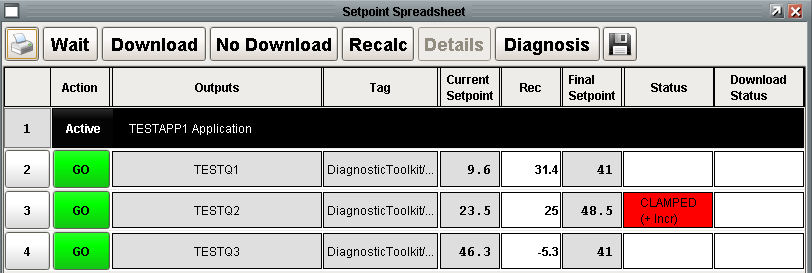 Setpoint Spreadsheet
Wait Download No Download Recalc Details Diagnosis
Action Outputs Tag Current Setpoint Rec Final Setpoint Status Download Status
1 Active TESTAPP1 Application
2 GO TESTQ1 DiagnosticToolkit/... 9.6 31.4 41
3 GO TESTQ2 DiagnosticToolkit/... 23.5 25 48.5 CLAMPED (+ Incr)
4 GO TESTQ3 DiagnosticToolkit/... 46.3 -5.3 41